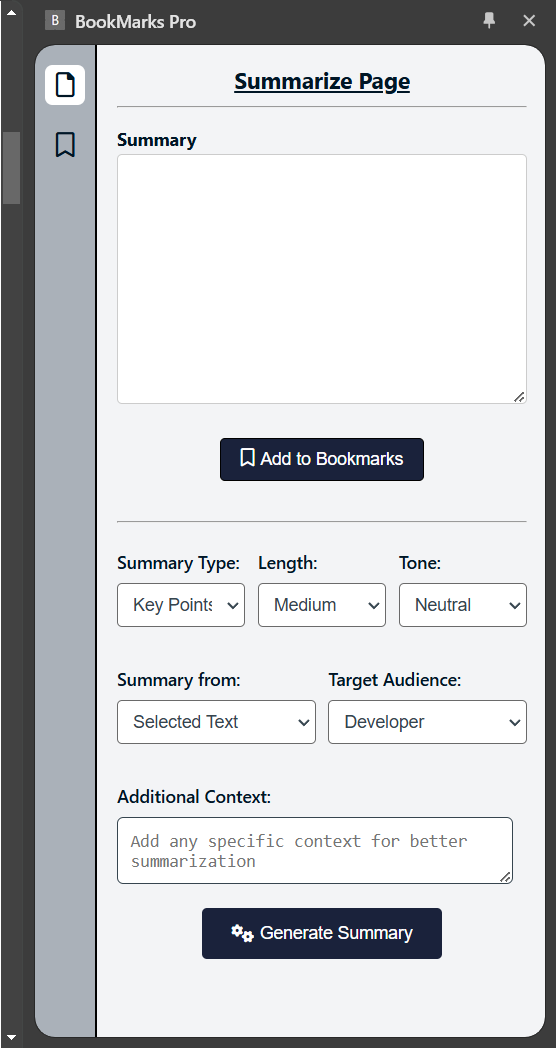 B BookMarks Pro
Summarize Page
Summary
Add to Bookmarks
Summary Type: Length: Tone:
Key Points Medium Neutral
Summary from: Target Audience:
Selected Text Developer
Additional Context:
Add any specific context for better
summarization
Generate Summary